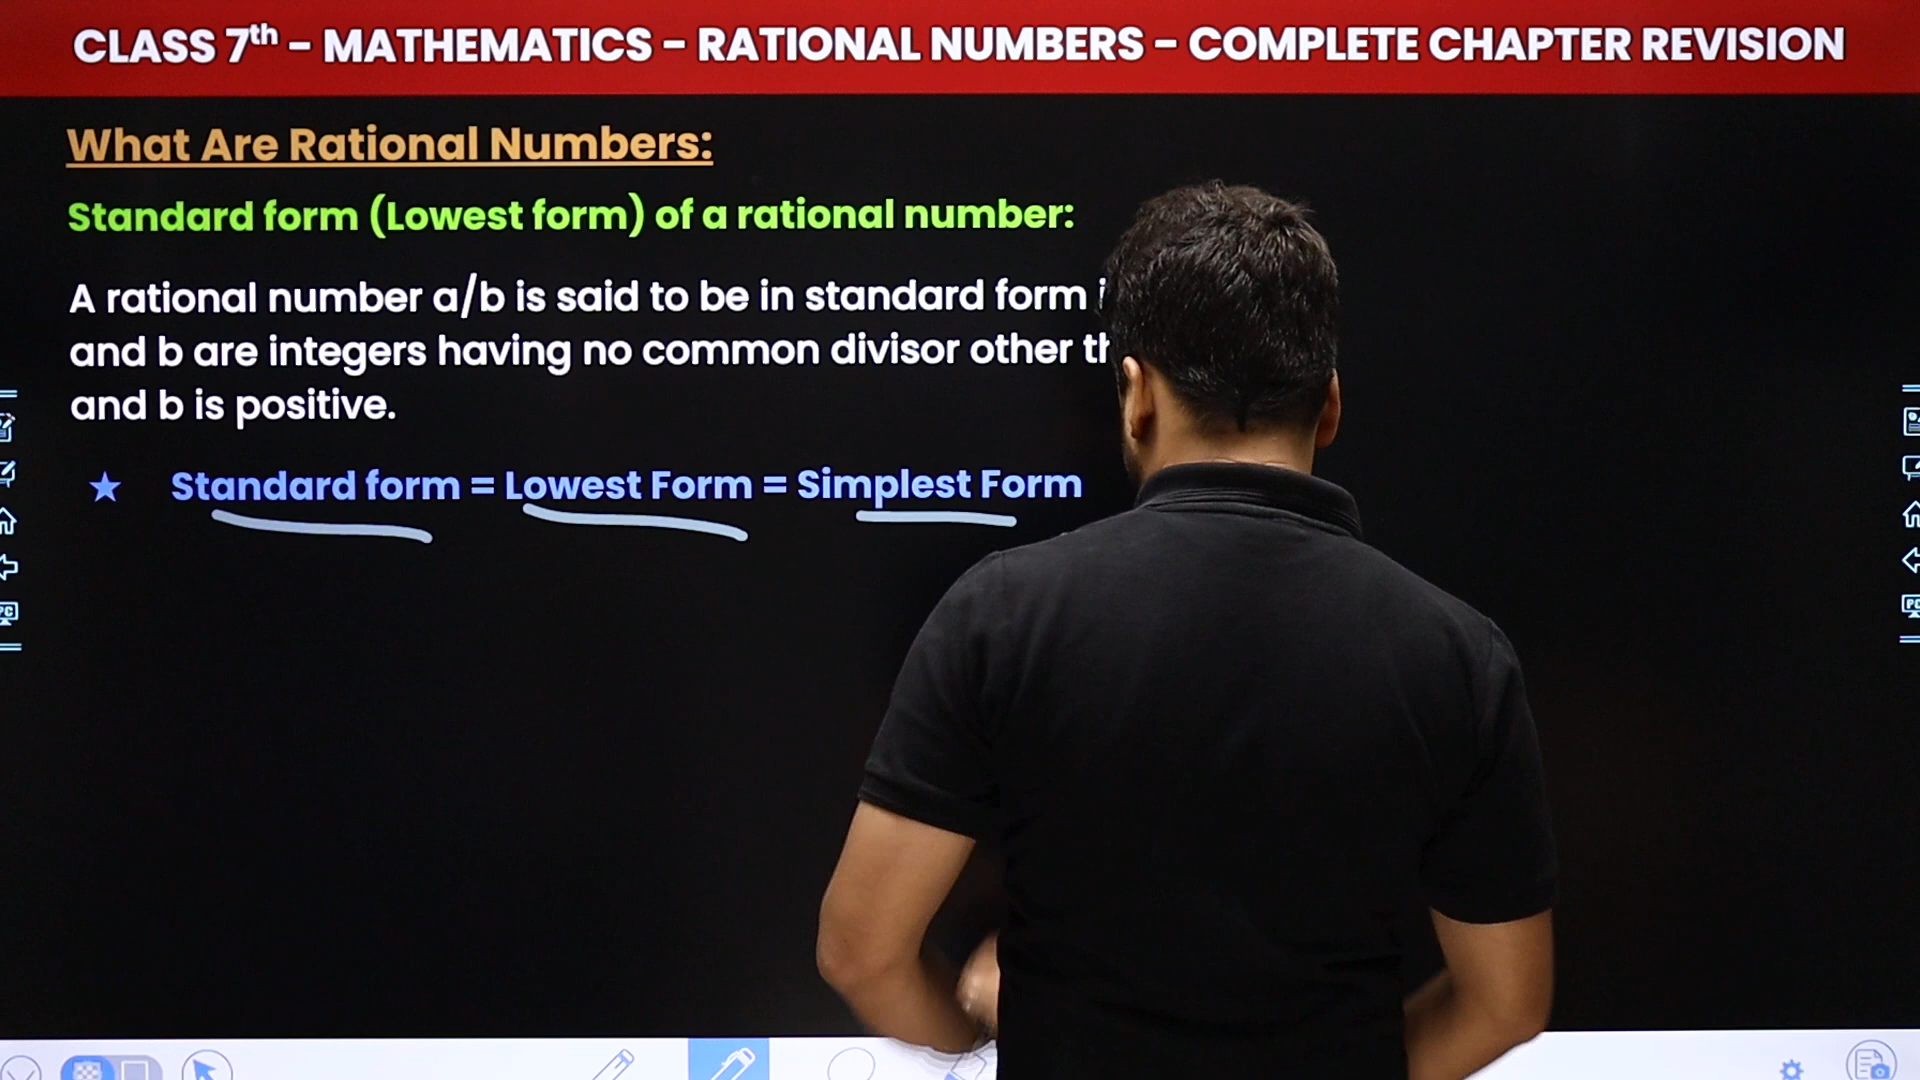 CLASS 7th - MATHEMATICS - RATIONAL NUMBERS - COMPLETE CHAPTER REVISION
What Are Rational Numbers:
Standard form (Lowest form) of a rational number:
A rational number a/b is said to be in standard form
and b are integers having no common divisor other
and b is positive.
★ Standard form = Lowest Form = Simplest Form